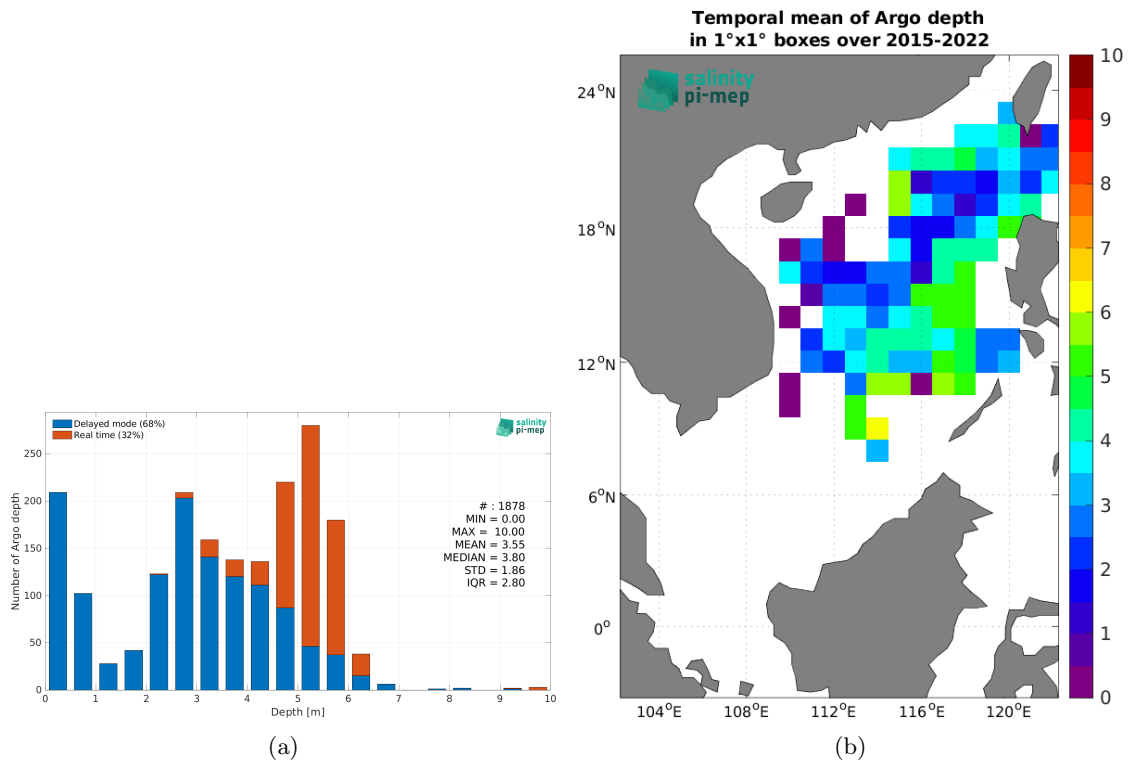 Delayed mode (68%)
Real time (32%)
salinity
pi-mep
Number of Argo depth
250
200
150
100
50
0
# : 1878
MIN = 0.00
MAX = 10.00
MEAN = 3.55
MEDIAN = 3.80
STD = 1.86
IQR = 2.80
0 1 2 3 4 5 6 7 8 9 10
Depth [m]
(a)
Temporal mean of Argo depth
in 1°x1° boxes over 2015-2022
salinity
pi-mep
24°N
18°N
12°N
6°N
0°
104°E 108°E 112°E 116°E 120°E
10
9
8
7
6
5
4
3
2
1
0
(b)